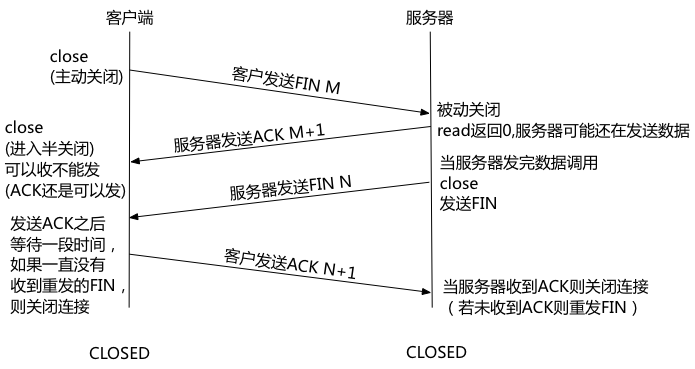 客户端
服务器
close
(主动关闭)
客户发送FIN M
被动关闭
read返回0,服务器可能还在发送数据
服务器发送ACK M+1
close
(进入半关闭)
可以收不能发
(ACK还是可以发)
当服务器发完数据调用
close
发送FIN
服务器发送FIN N
发送ACK之后
等待一段时间，
如果一直没有
收到重发的FIN，
则关闭连接
客户发送ACK N+1
当服务器收到ACK则关闭连接
（若未收到ACK则重发FIN）
CLOSED
CLOSED